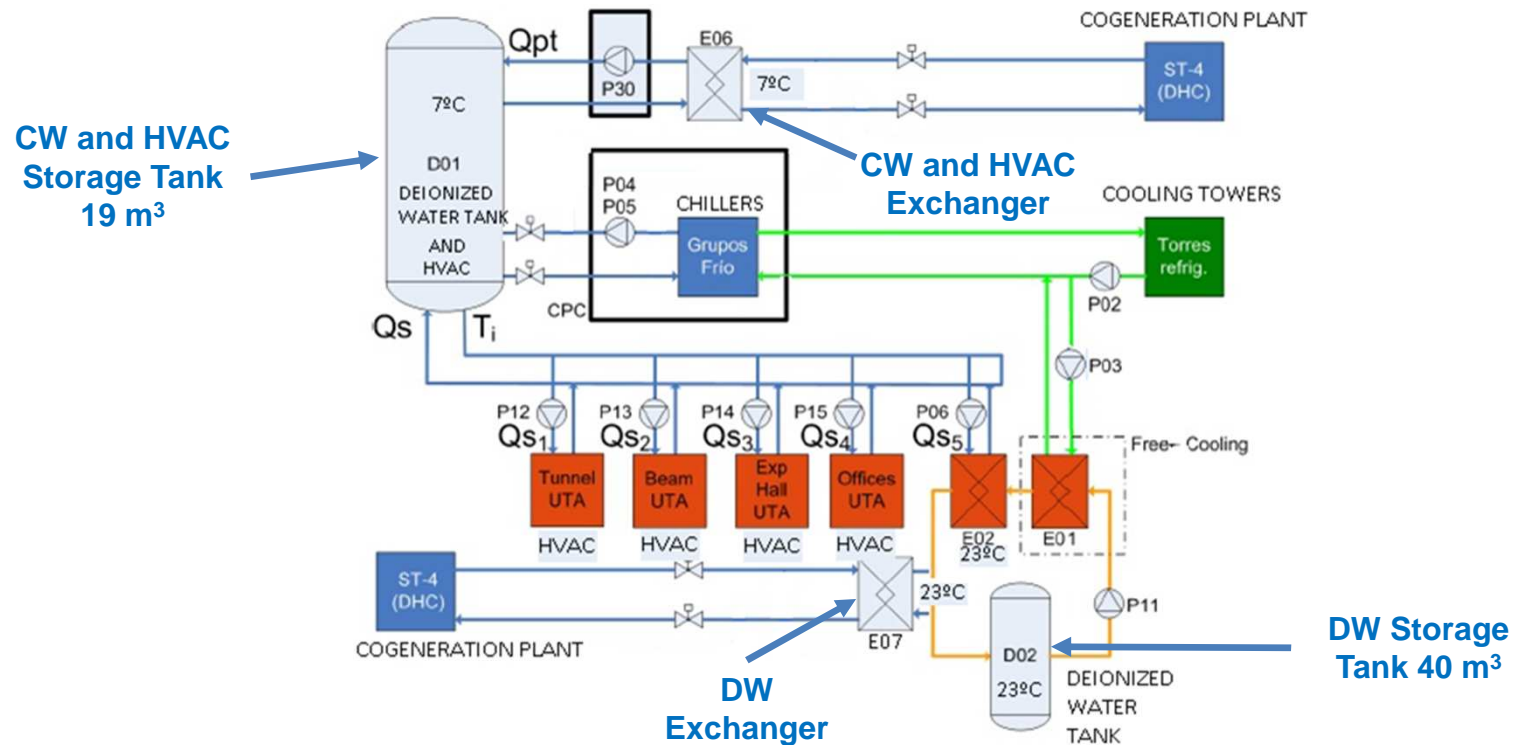 COGENERATION PLANT
Qpt
E06
P30
7ºC
ST-4
(DHC)
7ºC
CW and HVAC
Storage Tank
19 m³
D01
DEIONIZED
WATER TANK
AND
HVAC
CW and HVAC
Exchanger
P04
P05
CHILLERS
Grupos
Frío
CPC
COOLING TOWERS
Torres
refrig.
P02
P03
Qs
Ti
P12
Qs1
P13
Qs2
P14
Qs3
P15
Qs4
P06
Qs5
Free- Cooling
Tunnel
UTA
Beam
UTA
Exp
Hall
UTA
Offices
UTA
HVAC
HVAC
HVAC
HVAC
E02
23ºC
E01
ST-4
(DHC)
COGENERATION PLANT
23ºC
E07
P11
D02
23ºC
DEIONIZED
WATER
TANK
DW Storage
Tank 40 m³
DW
Exchanger